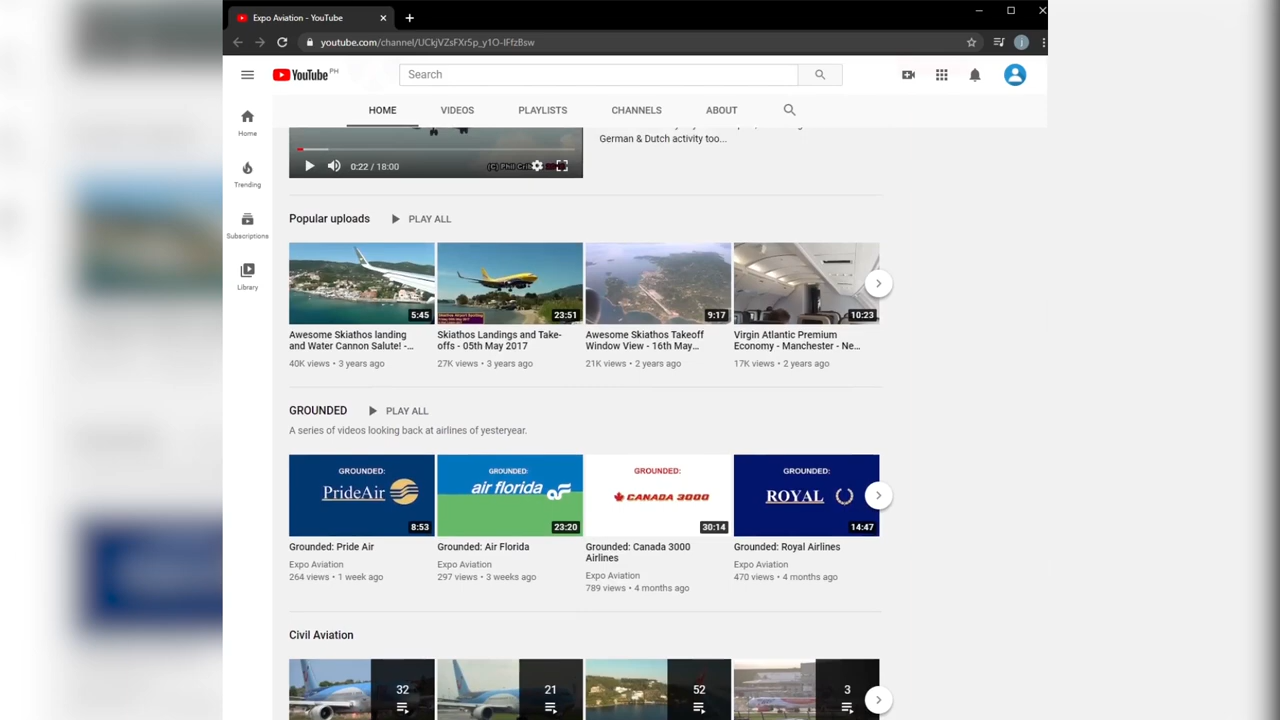 Expo Aviation - YouTube
youtube.com/channel/UCkjVZsFXr5p_y1O-lFfzBsw
YouTube PH
Search
HOME VIDEOS PLAYLISTS CHANNELS ABOUT
Home
Trending
Subscriptions
Library
German & Dutch activity too...
0:22 / 18:00
Popular uploads PLAY ALL
5:45 23:51 9:17 10:23
Awesome Skiathos landing
and Water Cannon Salute! -...
40K views • 3 years ago
Skiathos Landings and Take-
offs - 05th May 2017
27K views • 3 years ago
Awesome Skiathos Takeoff
Window View - 16th May...
21K views • 2 years ago
Virgin Atlantic Premium
Economy - Manchester - Ne...
17K views • 2 years ago
GROUNDED PLAY ALL
A series of videos looking back at airlines of yesteryear.
GROUNDED:
PrideAir
8:53
Grounded: Pride Air
Expo Aviation
264 views • 1 week ago
GROUNDED:
air florida
23:20
Grounded: Air Florida
Expo Aviation
297 views • 3 weeks ago
GROUNDED:
CANADA 3000
30:14
Grounded: Canada 3000
Airlines
Expo Aviation
789 views • 4 months ago
GROUNDED:
ROYAL
14:47
Grounded: Royal Airlines
Expo Aviation
470 views • 4 months ago
Civil Aviation
32 21 52 3